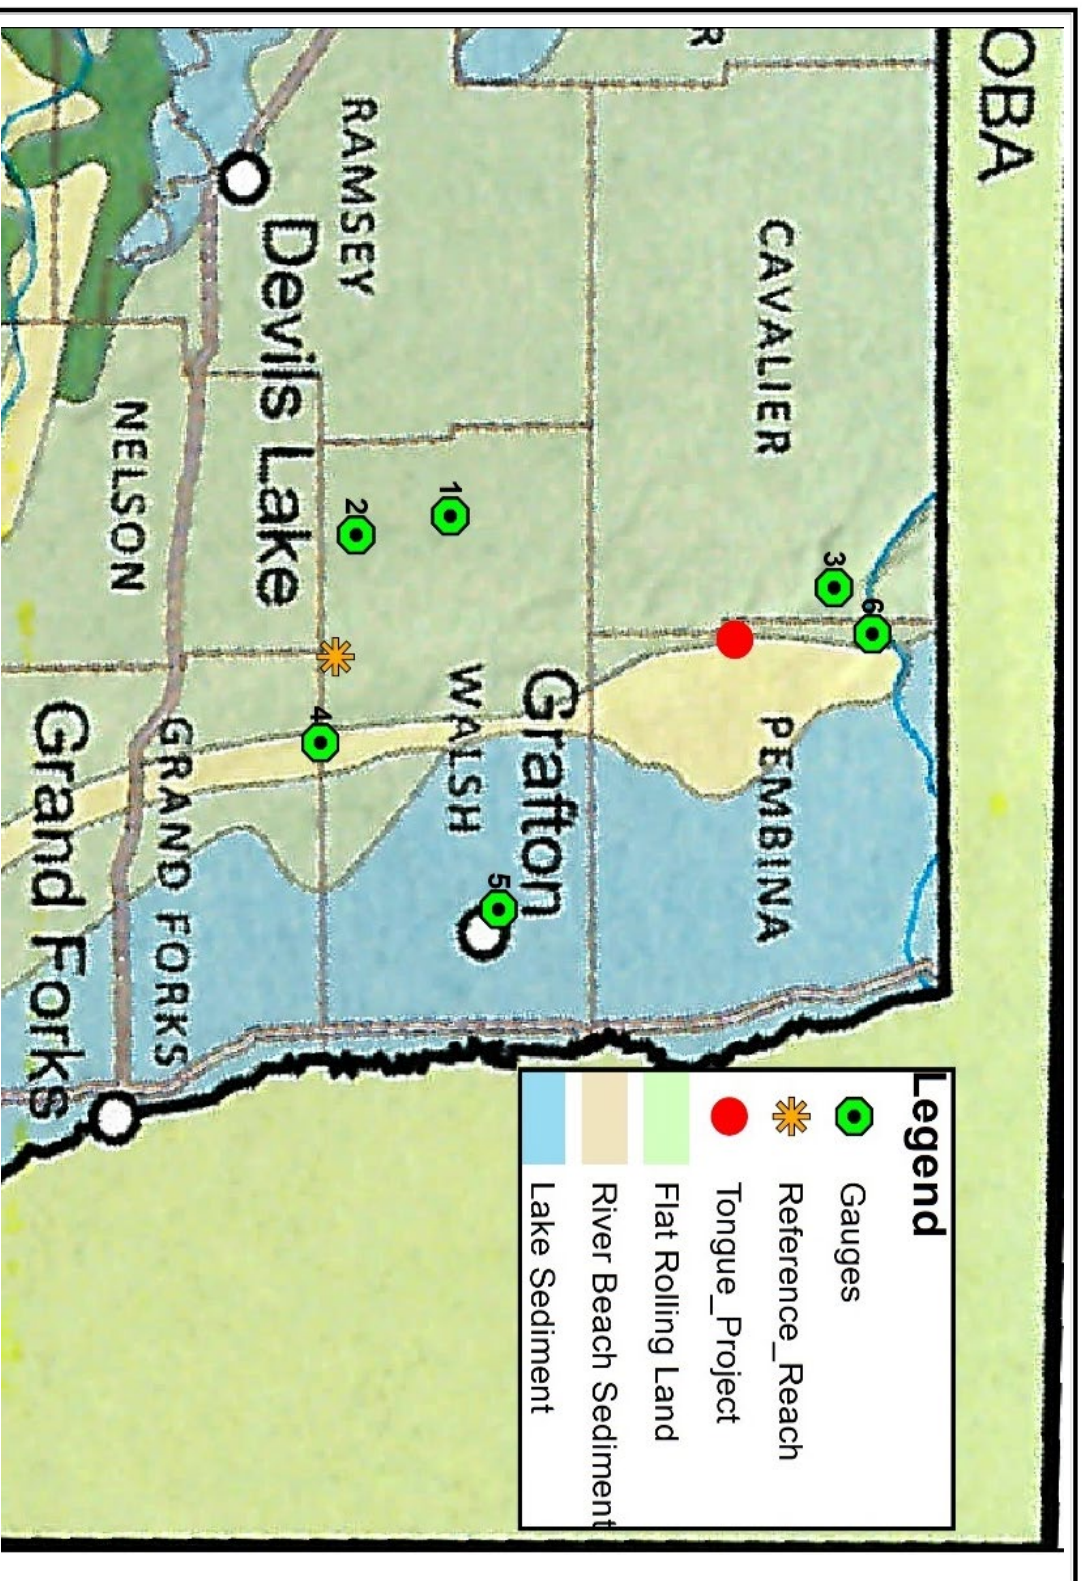 OBA
R
CAVALIER
RAMSEY
3
6
PEMBINA
1
2
Devils Lake
WALSH
Grafton
5
4
NELSON
GRAND FORKS
Grand Forks
Legend
Gauges
Reference_Reach
Tongue_Project
Flat Rolling Land
River Beach Sediment
Lake Sediment